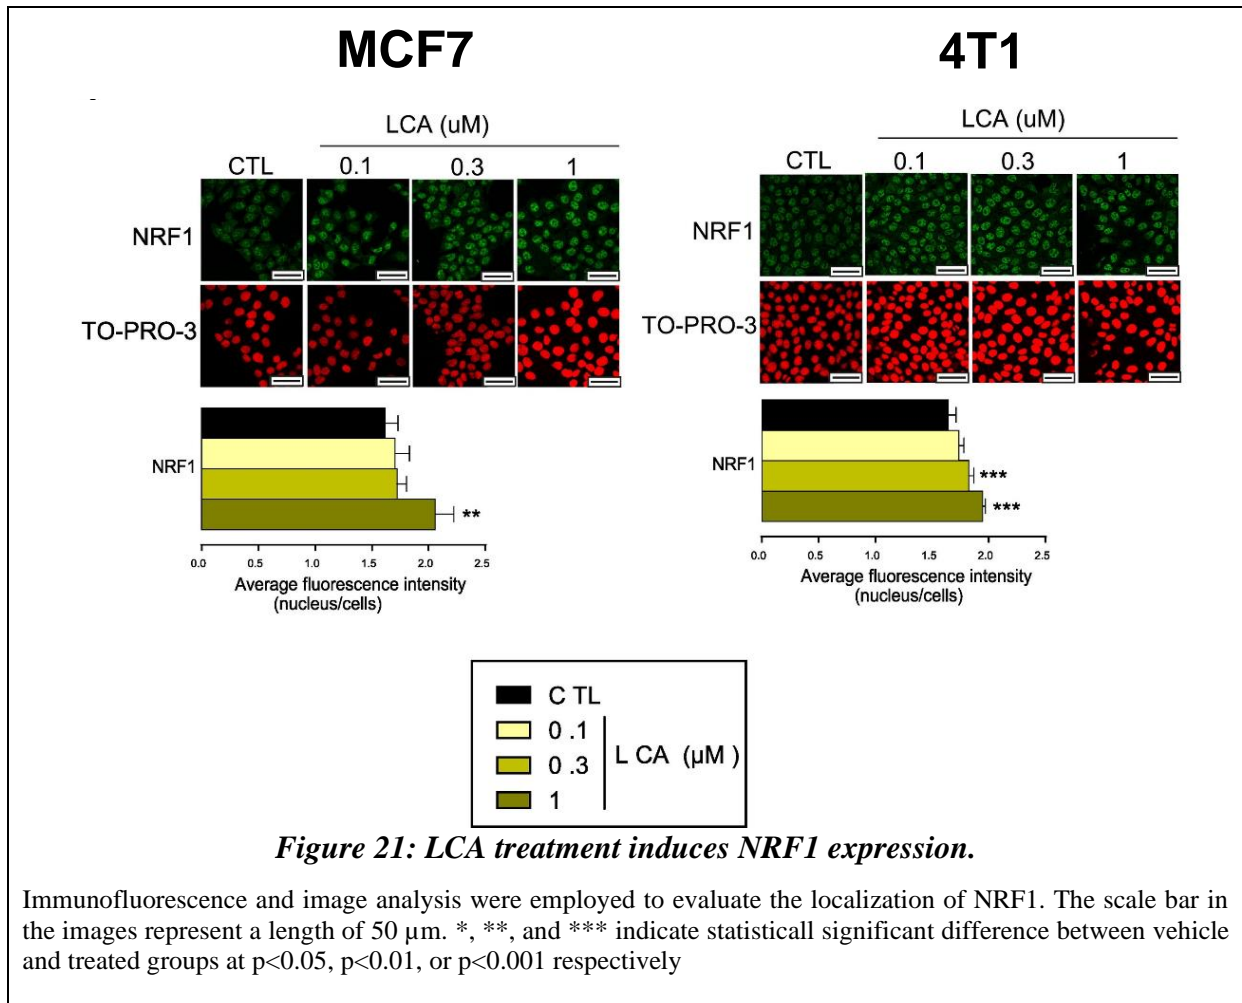 MCF7
4T1
LCA (uM)
CTL 0.1 0.3 1
NRF1
TO-PRO-3
NRF1
**
0.0 0.5 1.0 1.5 2.0 2.5
Average fluorescence intensity
(nucleus/cells)
LCA (uM)
CTL 0.1 0.3 1
NRF1
TO-PRO-3
NRF1
***
***
0.0 0.5 1.0 1.5 2.0 2.5
Average fluorescence intensity
(nucleus/cells)
C TL
0 .1
0 .3
1
L CA (µM )
Figure 21: LCA treatment induces NRF1 expression.
Immunofluorescence and image analysis were employed to evaluate the localization of NRF1. The scale bar in
the images represent a length of 50 µm. *, **, and *** indicate statisticall significant difference between vehicle
and treated groups at p<0.05, p<0.01, or p<0.001 respectively